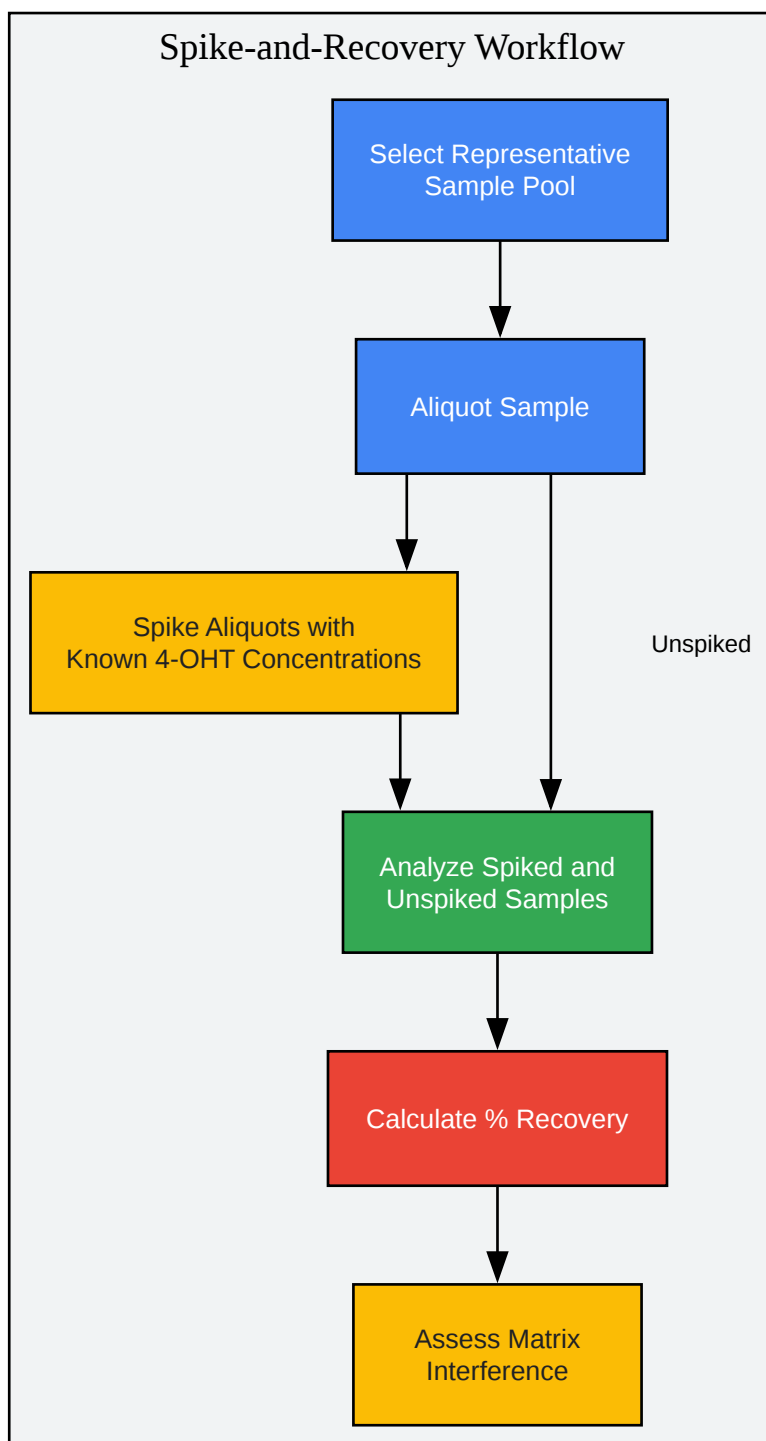 Spike-and-Recovery Workflow
Select Representative
Sample Pool
Aliquot Sample
Spike Aliquots with
Known 4-OHT Concentrations
Unspiked
Analyze Spiked and
Unspiked Samples
Calculate % Recovery
Assess Matrix
Interference